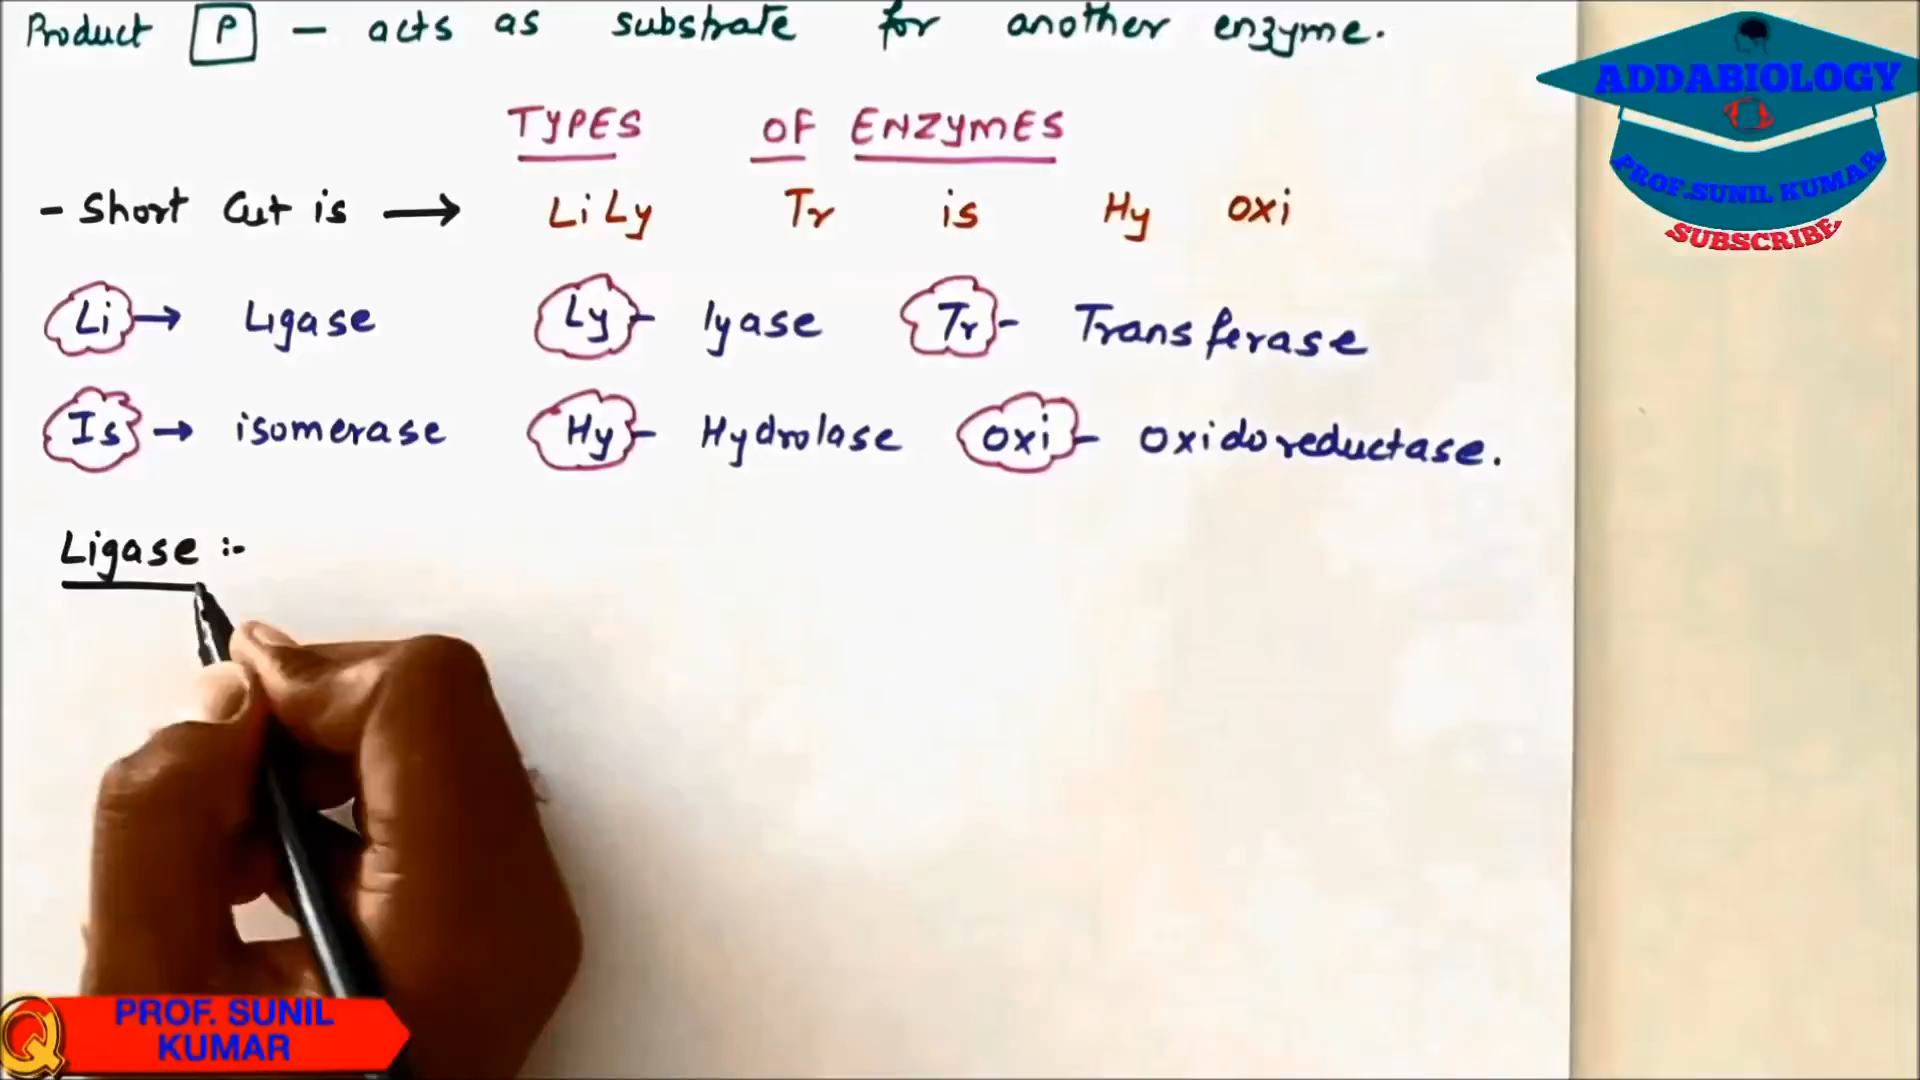 Product P - acts as substrate for another enzyme.
TYPES OF ENZYMES
- Short Cut is → LiLy Tr is Hy oxi
Li → Ligase Ly - lyase Tr - Transferase
Is → isomerase Hy - Hydrolase oxi - oxidoreductase.
Ligase :-
ADDABIOLOGY
PROF.SUNIL KUMAR
SUBSCRIBE
PROF. SUNIL
KUMAR